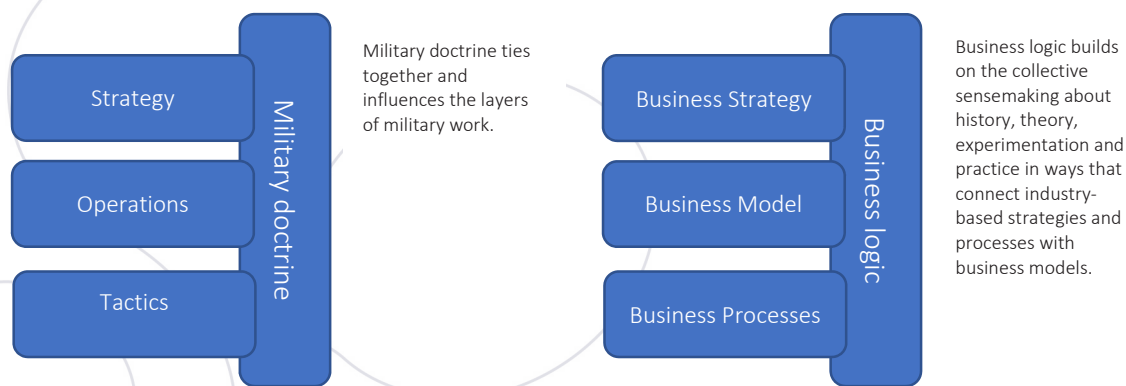 Strategy
Operations
Tactics
Military doctrine
Military doctrine ties
together and
influences the layers
of military work.
Business Strategy
Business Model
Business Processes
Business logic
Business logic builds
on the collective
sensemaking about
history, theory,
experimentation and
practice in ways that
connect industry-
based strategies and
processes with
business models.